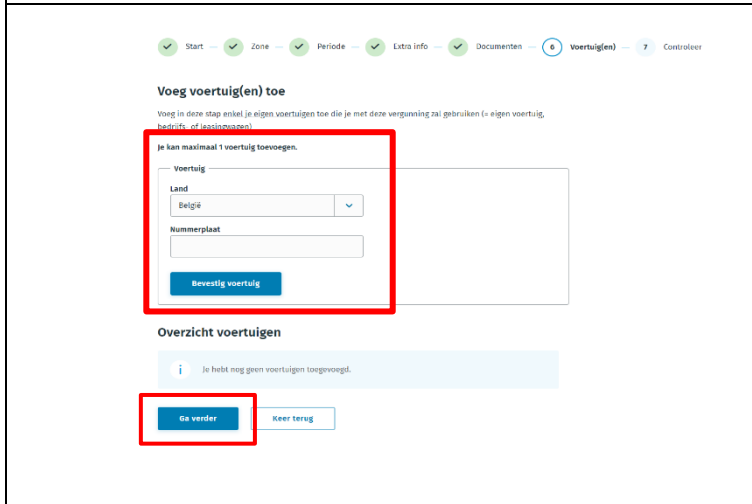 Start Zone Periode Extra info Documenten 6 Voertuig(en) 7 Controleer
Voeg voertuig(en) toe
Voeg in deze stap enkel je eigen voertuigen toe die je met deze vergunning zal gebruiken (= eigen voertuig,
bedrijfs- of leasingwagen)
Je kan maximaal 1 voertuig toevoegen.
Voertuig
Land
België
Nummerplaat
Bevestig voertuig
Overzicht voertuigen
i Je hebt nog geen voertuigen toegevoegd.
Ga verder Keer terug